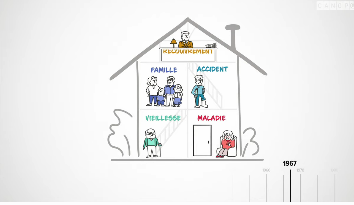 RECOUVREMENT
FAMILLE
ACCIDENT
VIEILLESSE
MALADIE
1967